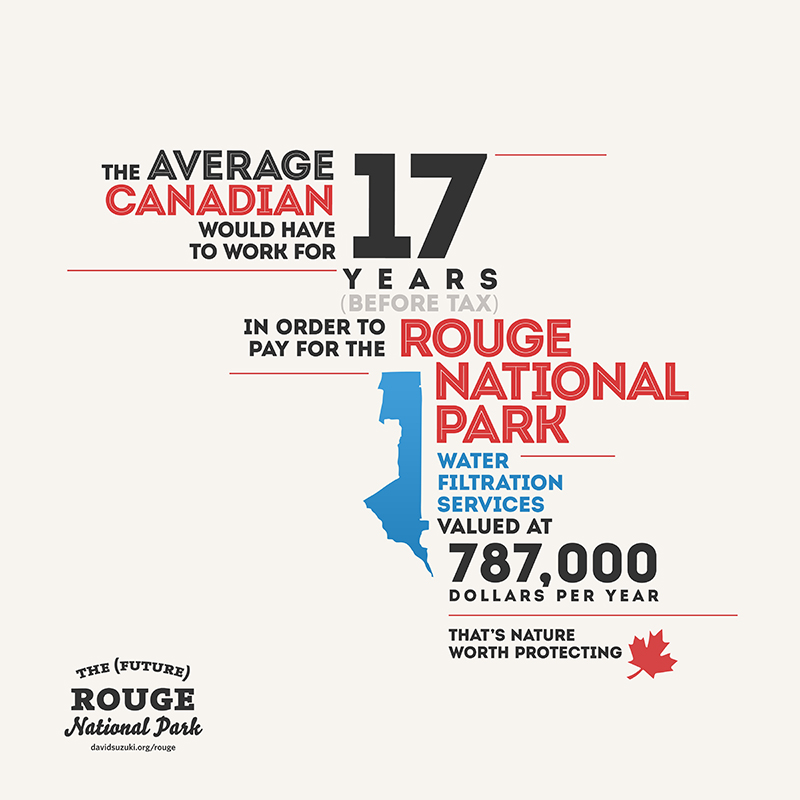 THE AVERAGE
CANADIAN
WOULD HAVE
TO WORK FOR
17
YEARS
(BEFORE TAX)
IN ORDER TO
PAY FOR THE
ROUGE
NATIONAL
PARK
WATER
FILTRATION
SERVICES
VALUED AT
787,000
DOLLARS PER YEAR
THAT'S NATURE
WORTH PROTECTING
THE (FUTURE)
ROUGE
National Park
davidsuzuki.org/rouge